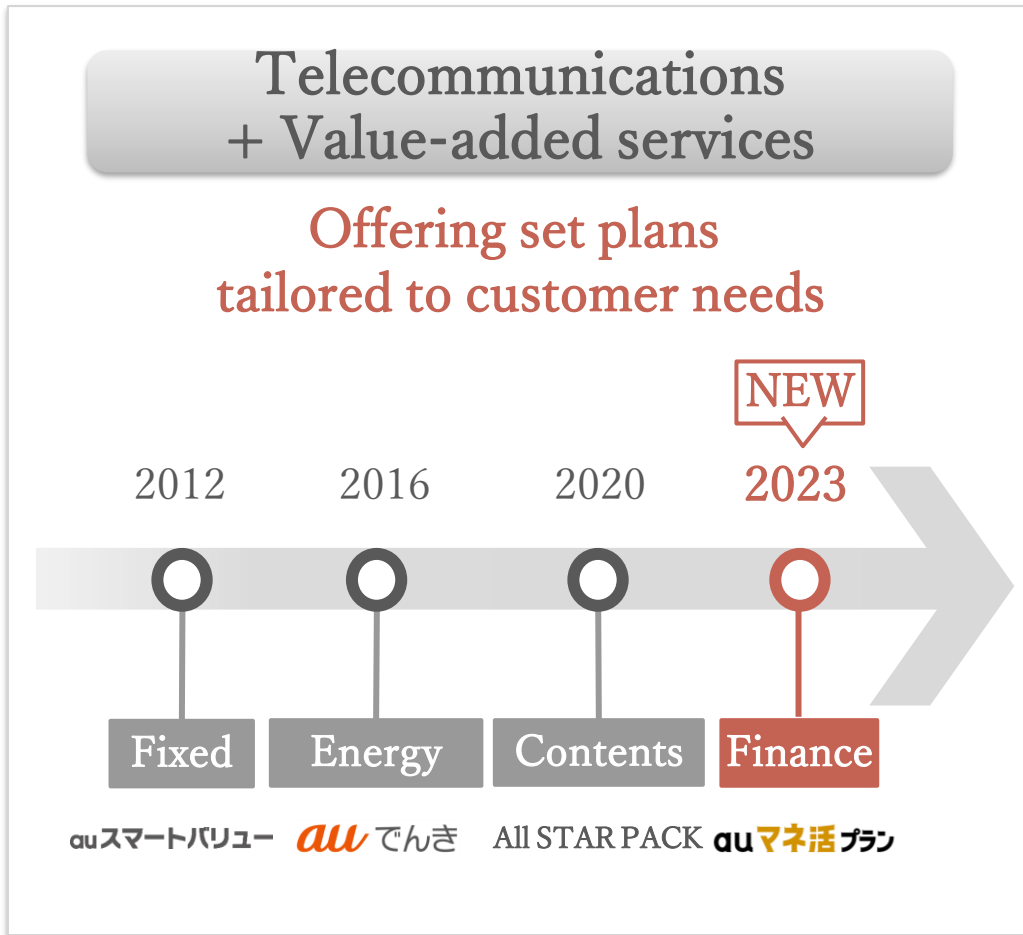 Telecommunications
+ Value-added services
Offering set plans
tailored to customer needs
NEW
2012
2016
2020
2023
Fixed
Energy
Contents
Finance
auスマートバリュー
auでんき
All STAR PACK
auマネ活プラン